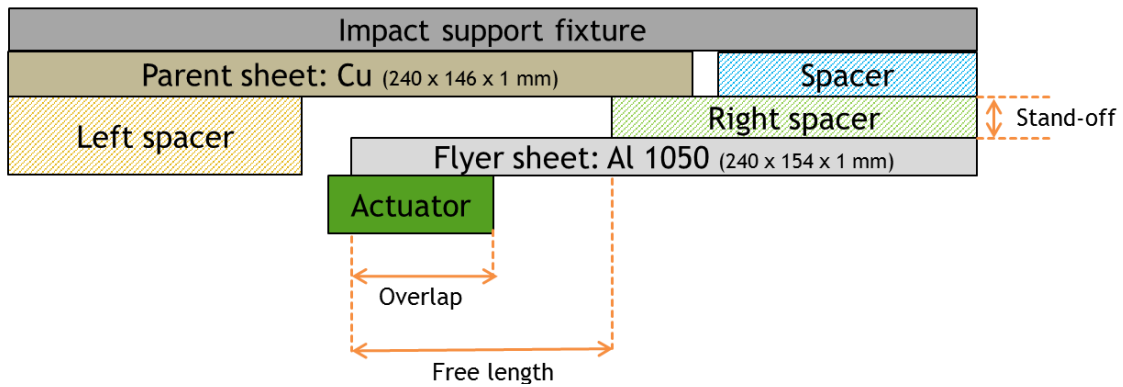 Impact support fixture
Parent sheet: Cu (240 x 146 x 1 mm)
Spacer
Left spacer
Right spacer
Stand-off
Flyer sheet: Al 1050 (240 x 154 x 1 mm)
Actuator
Overlap
Free length